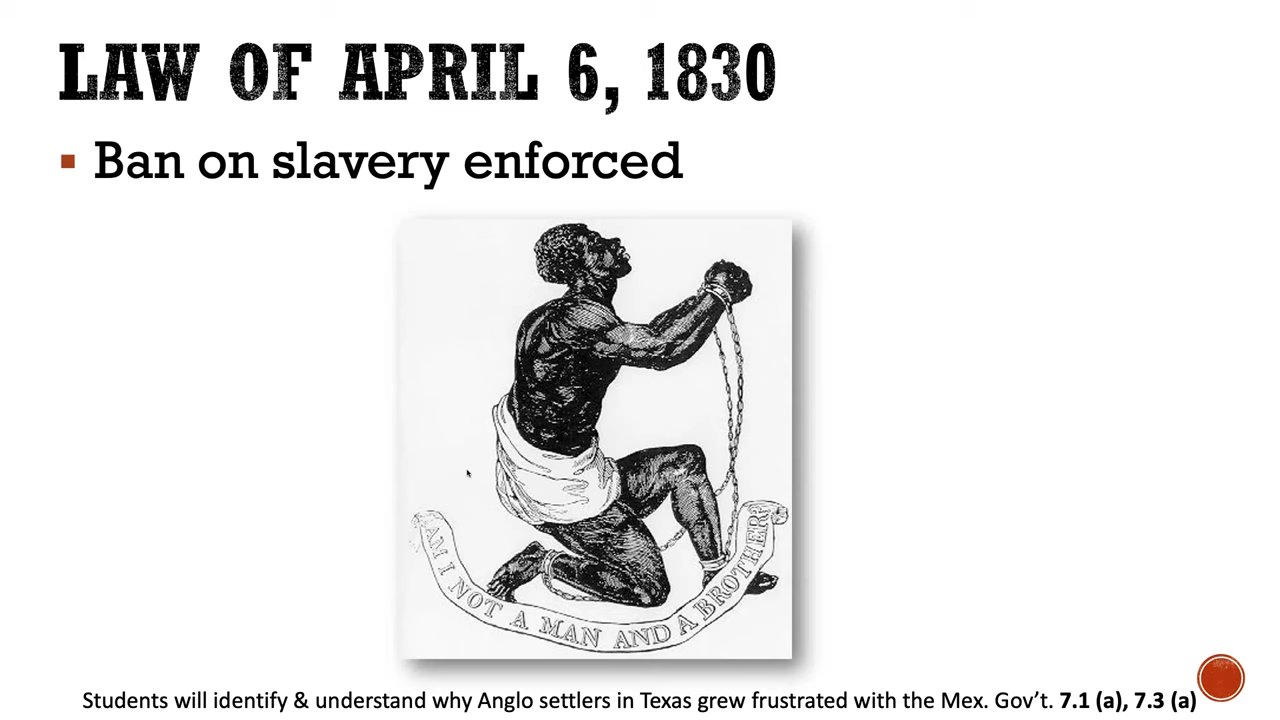 LAW OF APRIL 6, 1830
▪ Ban on slavery enforced
AM I NOT A MAN AND A BROTHER?
Students will identify & understand why Anglo settlers in Texas grew frustrated with the Mex. Gov't. 7.1 (a), 7.3 (a)